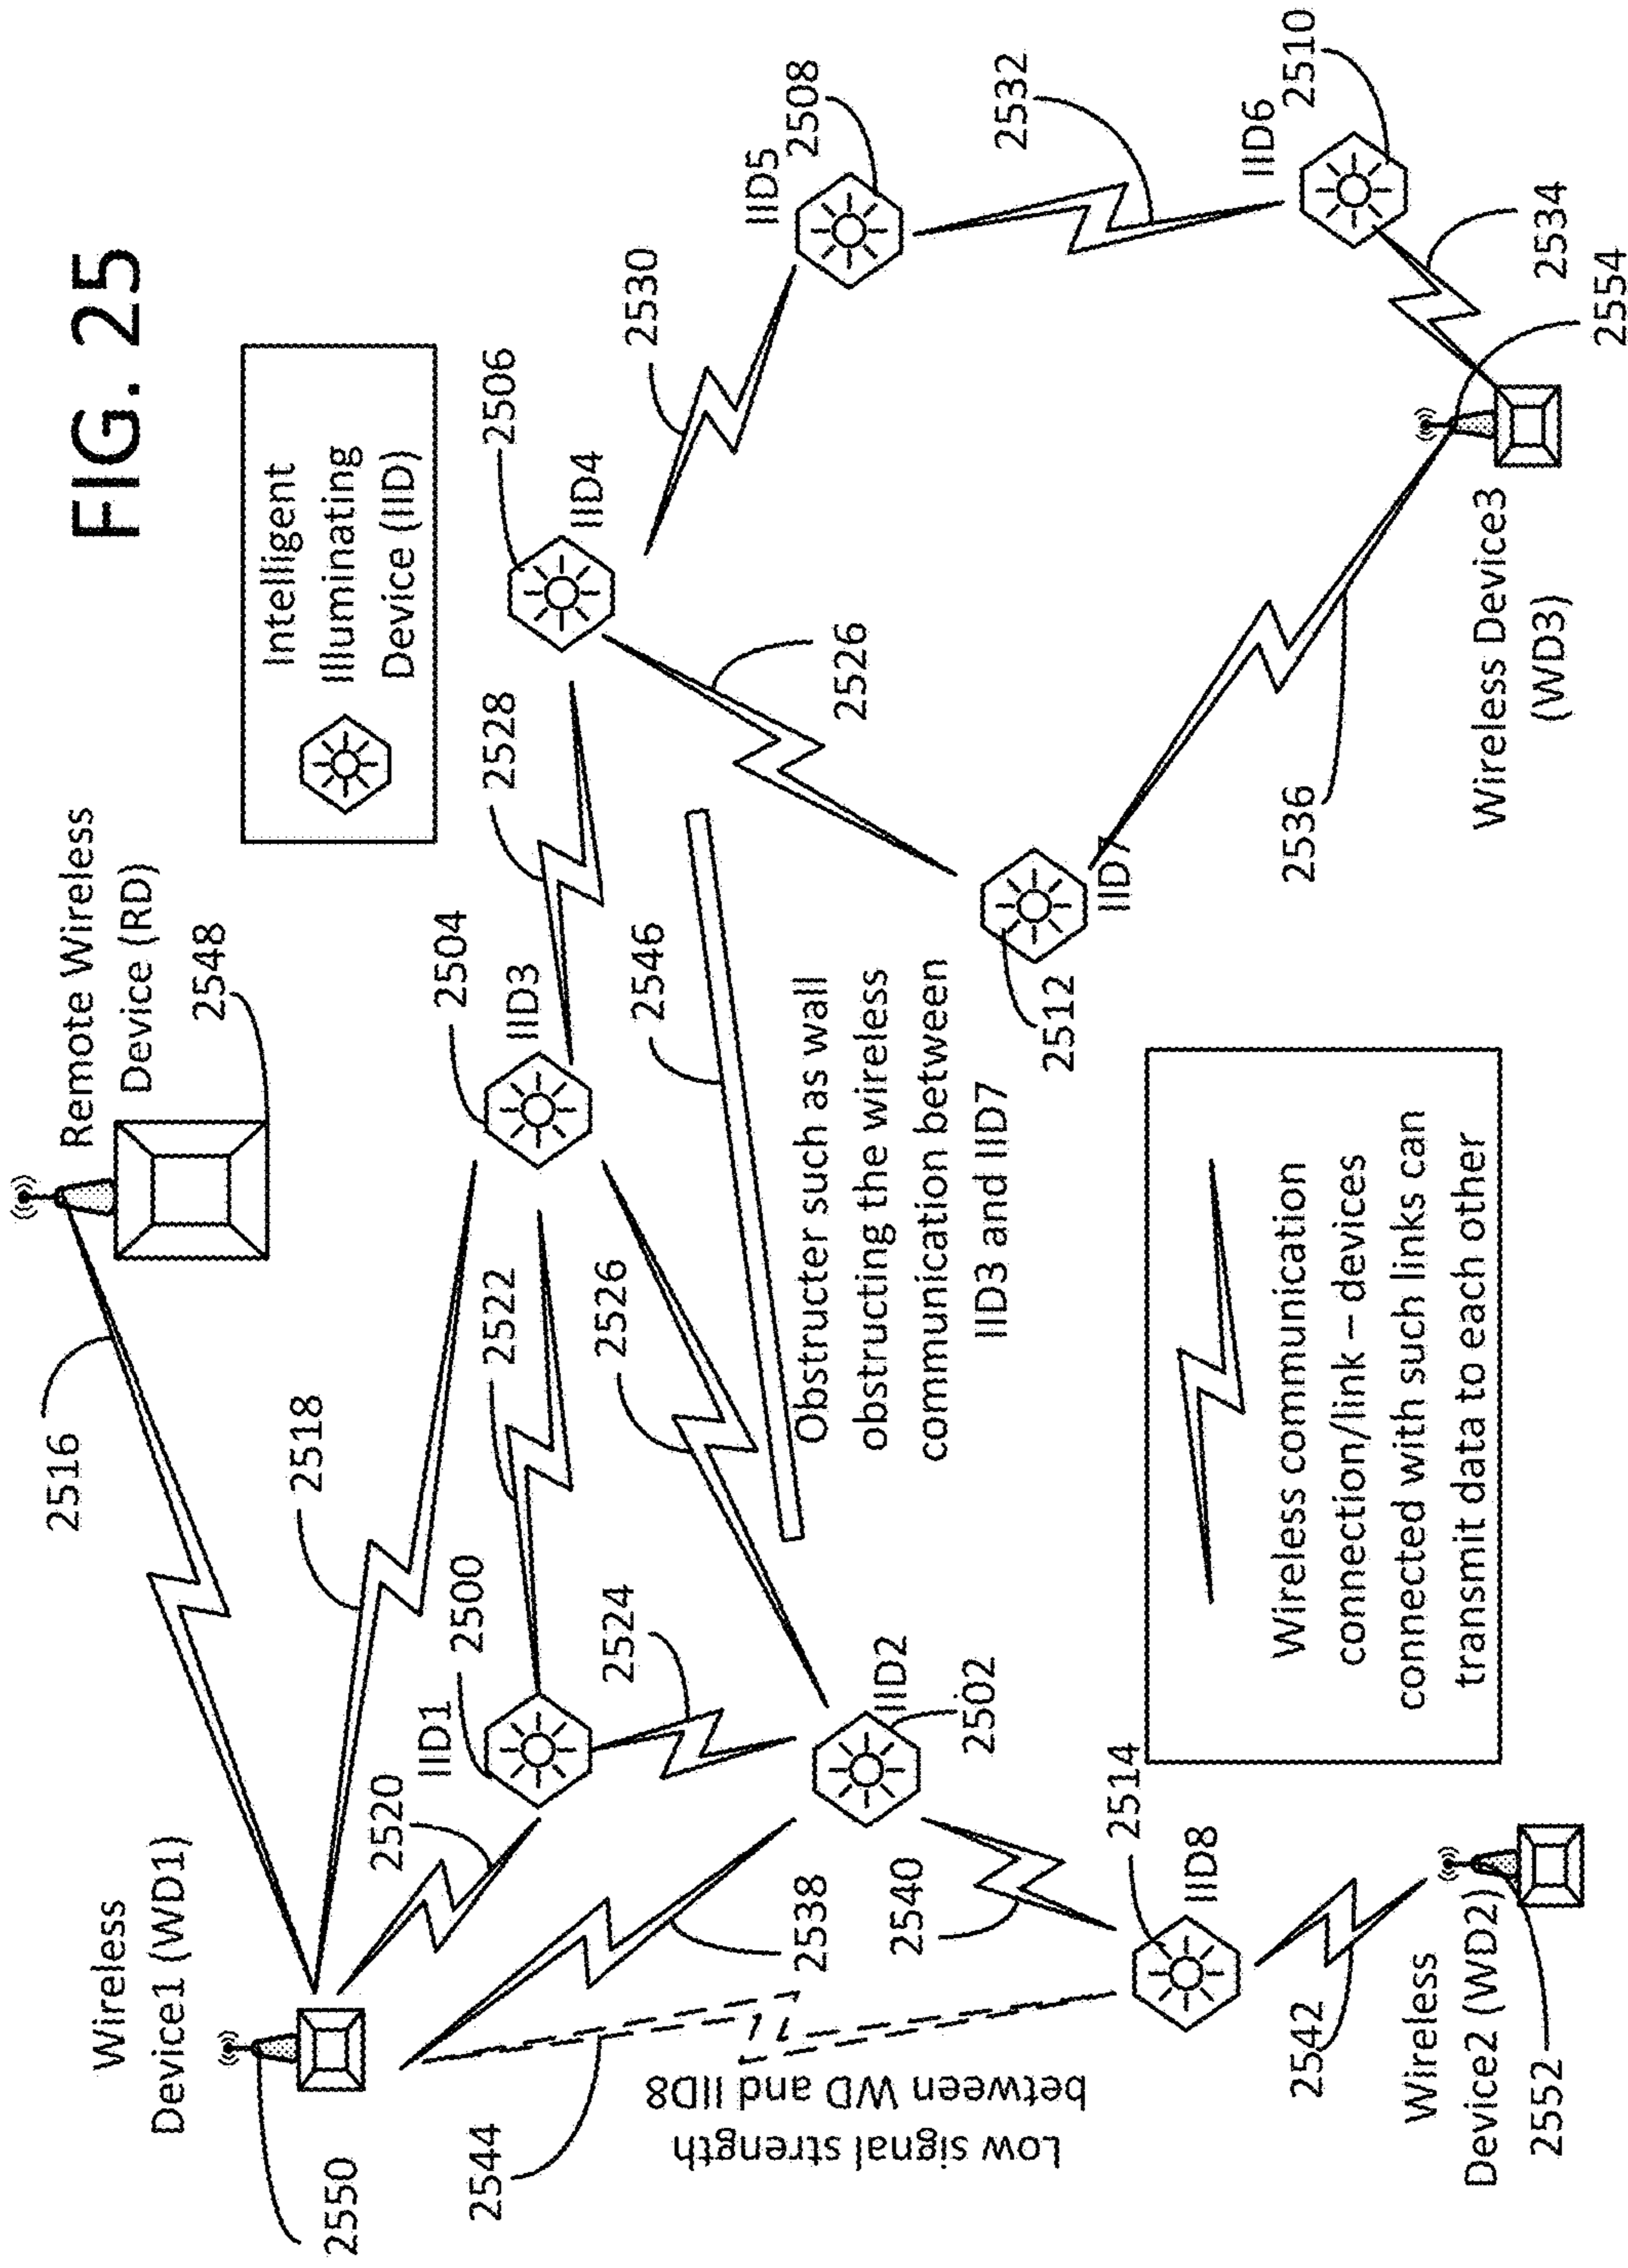 FIG. 25
Remote Wireless
Device (RD)
2548
Intelligent
Illuminating
Device (IID)
Wireless
Device1 (WD1)
2550
2516
2518
2520
IID1
2500
2522
2504
IID3
2528
2506
IID4
2530
IID5
2508
2532
IID6
2510
2534
2554
2524
2526
2546
2526
Obstructer such as wall
obstructing the wireless
communication between
IID3 and IID7
2512
IID7
2536
Wireless Device3
(WD3)
IID2
2502
2538
2540
2544
Low signal strength
between WD and IID8
2514
IID8
2542
Wireless
Device2 (WD2)
2552
Wireless communication
connection/link – devices
connected with such links can
transmit data to each other